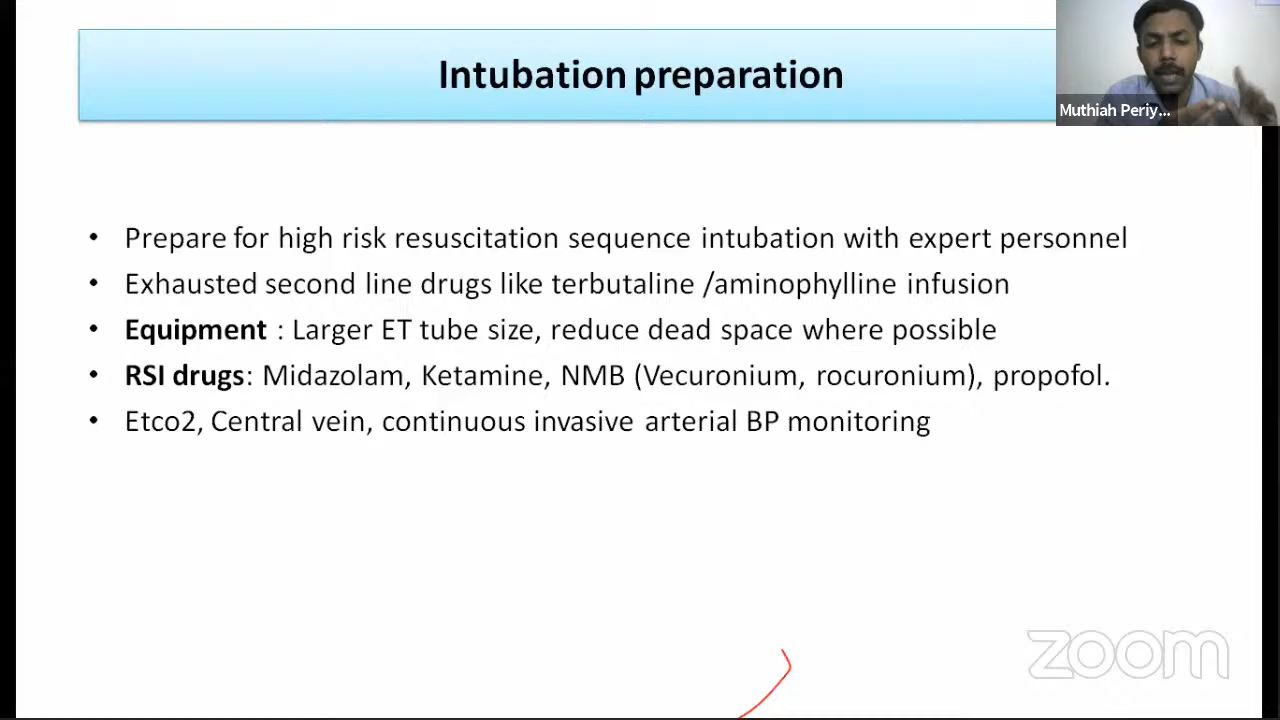 Intubation preparation
Muthiah Periy...
• Prepare for high risk resuscitation sequence intubation with expert personnel
• Exhausted second line drugs like terbutaline /aminophylline infusion
• Equipment : Larger ET tube size, reduce dead space where possible
• RSI drugs: Midazolam, Ketamine, NMB (Vecuronium, rocuronium), propofol.
• Etco2, Central vein, continuous invasive arterial BP monitoring
zoom